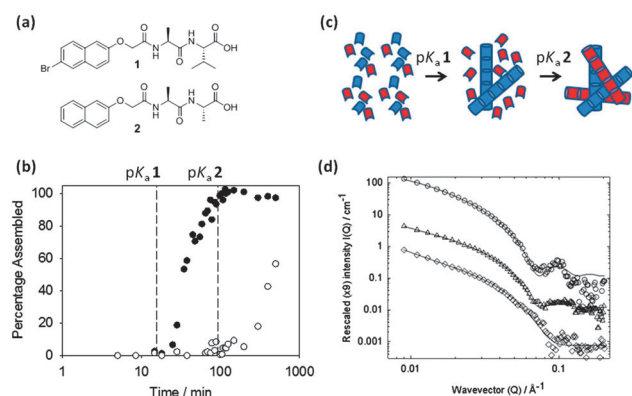 (a)
O
N
H
O
H
N
O
OH
Br
1
O
N
H
O
H
N
O
OH
2
(b)
pKa 1
pKa 2
Percentage Assembled
100
80
60
40
20
0
1
10
100
1000
Time / min
(c)
pKa 1
pKa 2
(d)
Rescaled (x9) intensity I(Q) / cm-1
100
10
1
0.1
0.01
0.001
0.01
0.1
Wavevector (Q) / Å-1